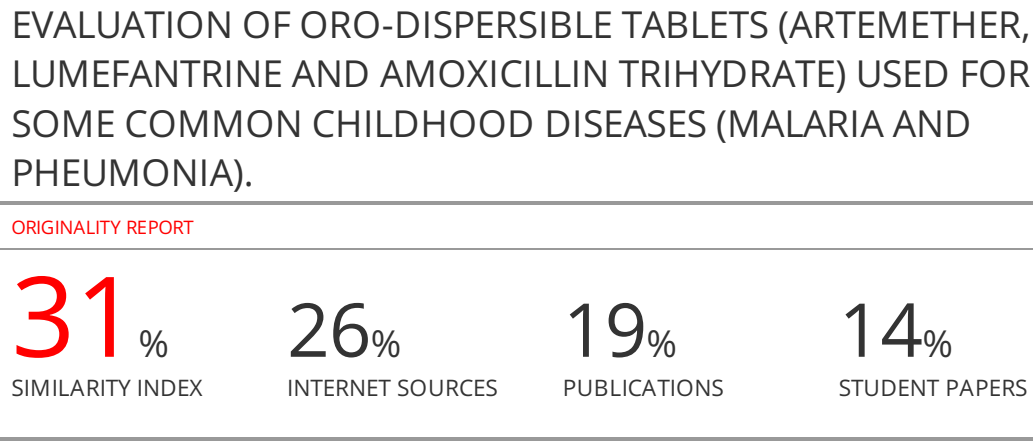 EVALUATION OF ORO-DISPERSIBLE TABLETS (ARTEMETHER,
LUMEFANTRINE AND AMOXICILLIN TRIHYDRATE) USED FOR
SOME COMMON CHILDHOOD DISEASES (MALARIA AND
PHEUMONIA).
ORIGINALITY REPORT
31% 26% 19% 14%
SIMILARITY INDEX INTERNET SOURCES PUBLICATIONS STUDENT PAPERS